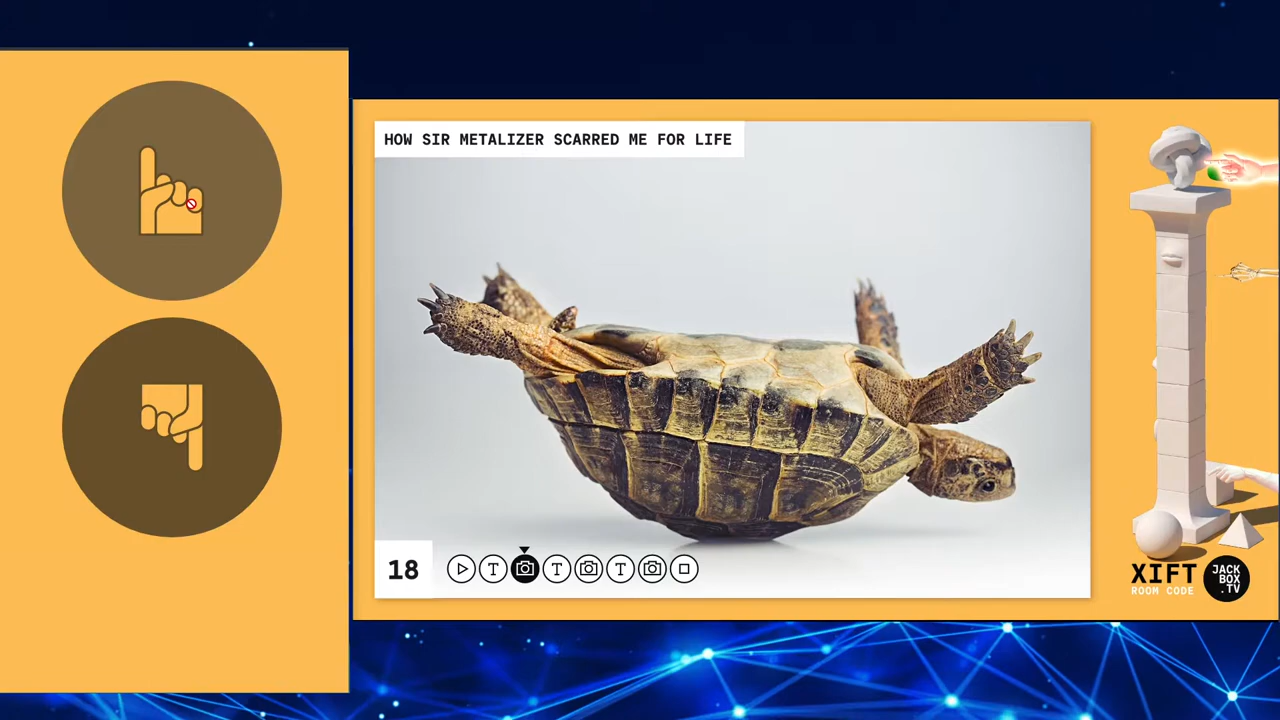 HOW SIR METALIZER SCARRED ME FOR LIFE
18
T
T
T
XIFT
ROOM CODE
JACK
BOX
.TV